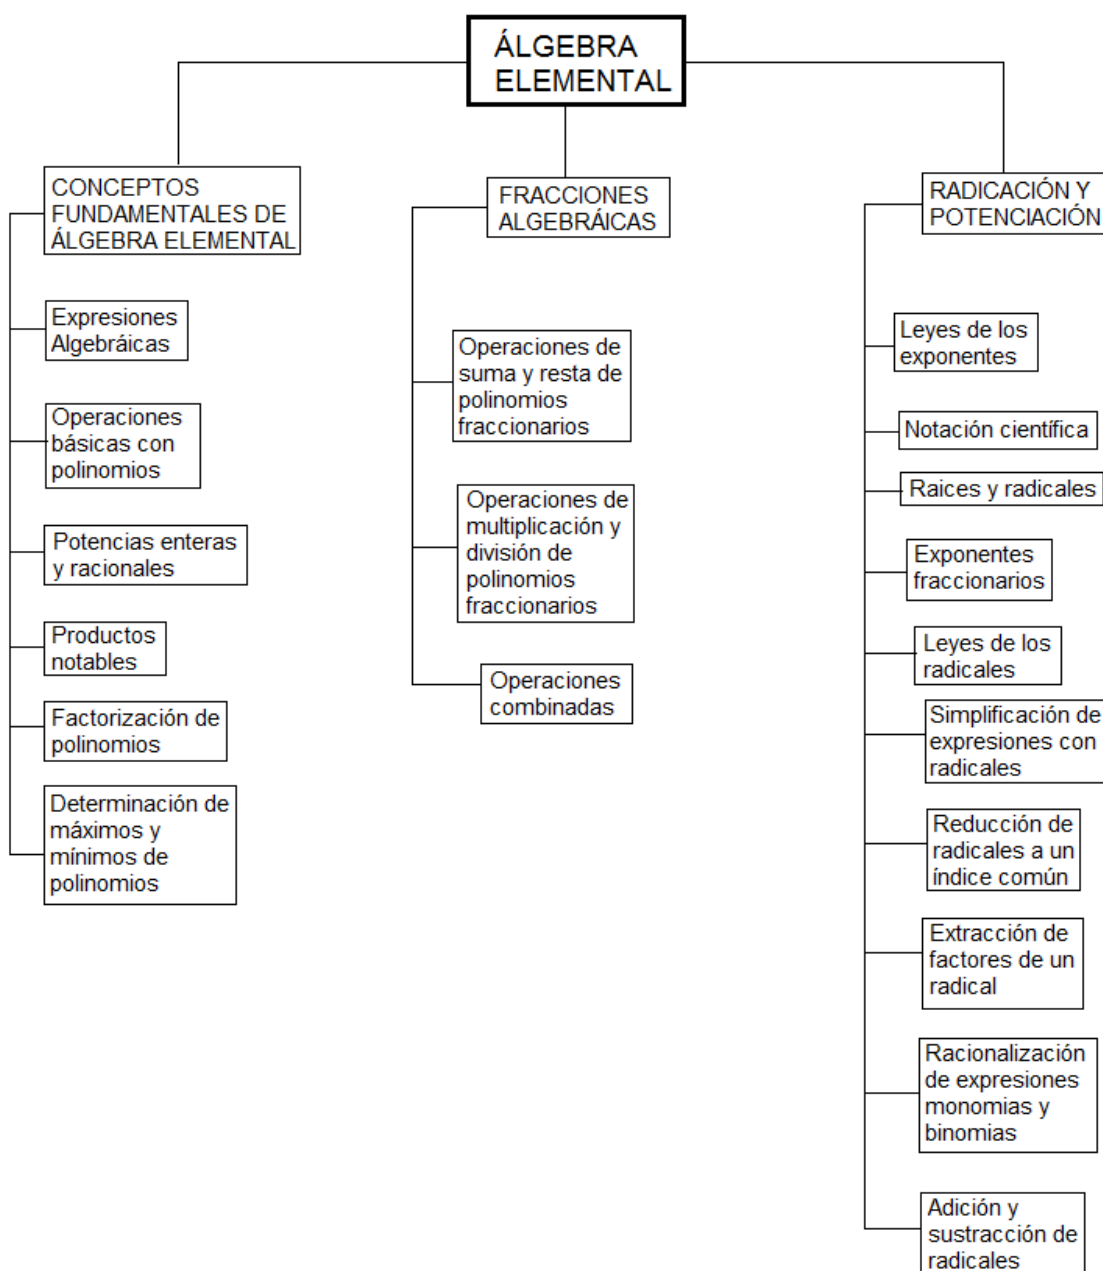 ÁLGEBRA
ELEMENTAL
CONCEPTOS
FUNDAMENTALES DE
ÁLGEBRA ELEMENTAL
Expresiones
Algebráicas
Operaciones
básicas con
polinomios
Potencias enteras
y racionales
Productos
notables
Factorización de
polinomios
Determinación de
máximos y
mínimos de
polinomios
FRACCIONES
ALGEBRÁICAS
Operaciones de
suma y resta de
polinomios
fraccionarios
Operaciones de
multiplicación y
división de
polinomios
fraccionarios
Operaciones
combinadas
RADICACIÓN Y
POTENCIACIÓN
Leyes de los
exponentes
Notación científica
Raices y radicales
Exponentes
fraccionarios
Leyes de los
radicales
Simplificación de
expresiones con
radicales
Reducción de
radicales a un
índice común
Extracción de
factores de un
radical
Racionalización
de expresiones
monomias y
binomias
Adición y
sustracción de
radicales